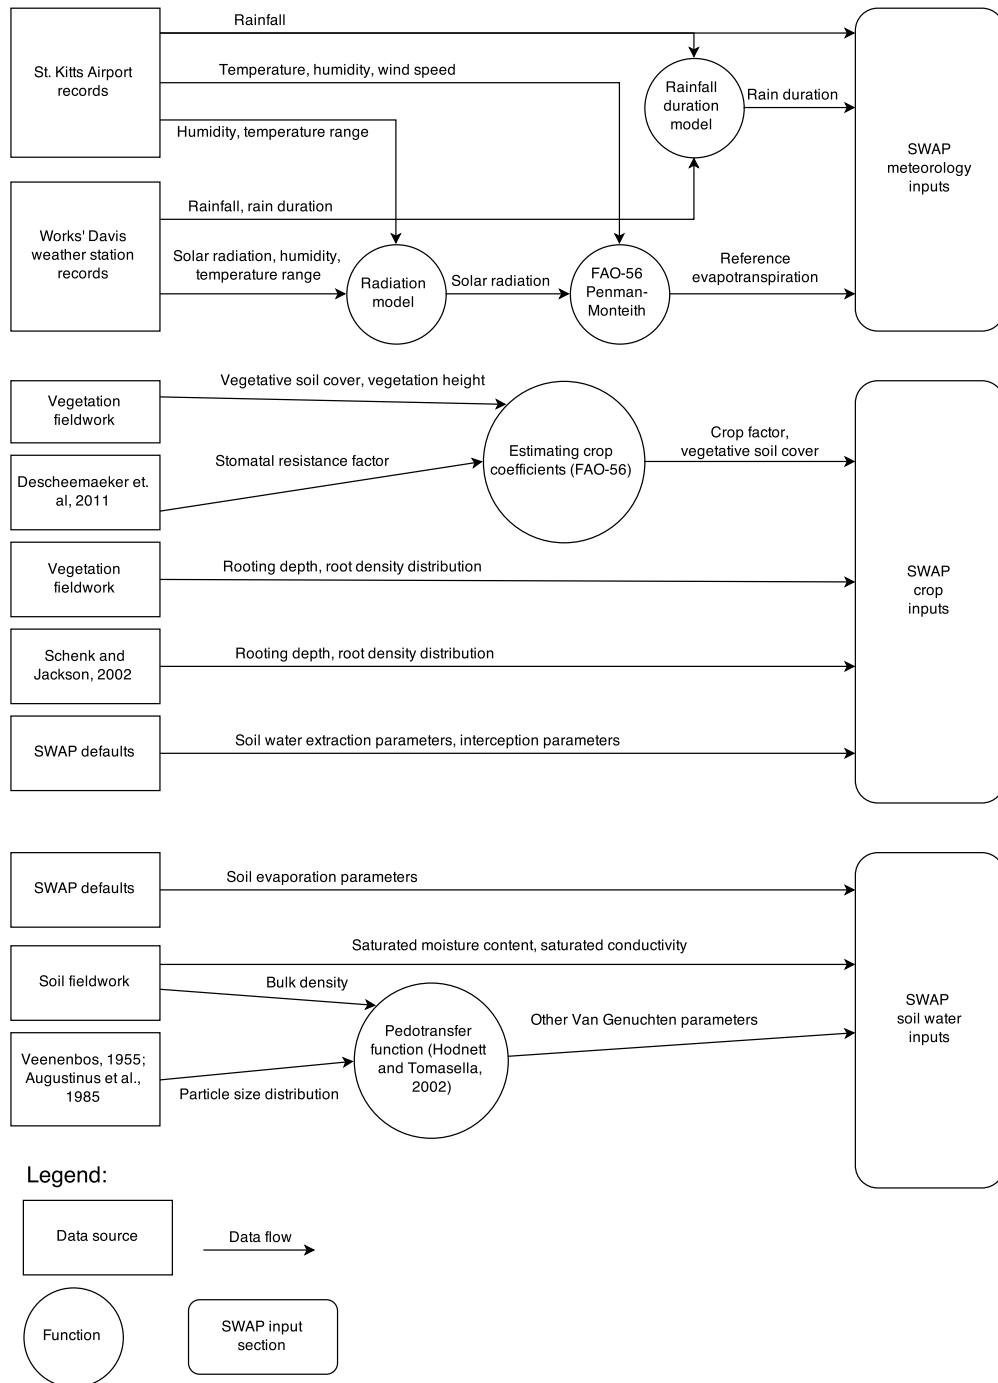 Rainfall
St. Kitts Airport
records
Temperature, humidity, wind speed
Humidity, temperature range
Rainfall
duration
model
Rain duration
SWAP
meteorology
inputs
Works' Davis
weather station
records
Rainfall, rain duration
Solar radiation, humidity,
temperature range
Radiation
model
Solar radiation
FAO-56
Penman-
Monteith
Reference
evapotranspiration
Vegetation
fieldwork
Vegetative soil cover, vegetation height
Descheemaeker et.
al, 2011
Stomatal resistance factor
Estimating crop
coefficients (FAO-56)
Crop factor,
vegetative soil cover
Vegetation
fieldwork
Rooting depth, root density distribution
SWAP
crop
inputs
Schenk and
Jackson, 2002
Rooting depth, root density distribution
SWAP defaults
Soil water extraction parameters, interception parameters
SWAP defaults
Soil evaporation parameters
Soil fieldwork
Saturated moisture content, saturated conductivity
Bulk density
Veenenbos, 1955;
Augustinus et al.,
1985
Particle size distribution
Pedotransfer
function (Hodnett
and Tomasella,
2002)
Other Van Genuchten parameters
SWAP
soil water
inputs
Legend:
Data source
Data flow
Function
SWAP input
section